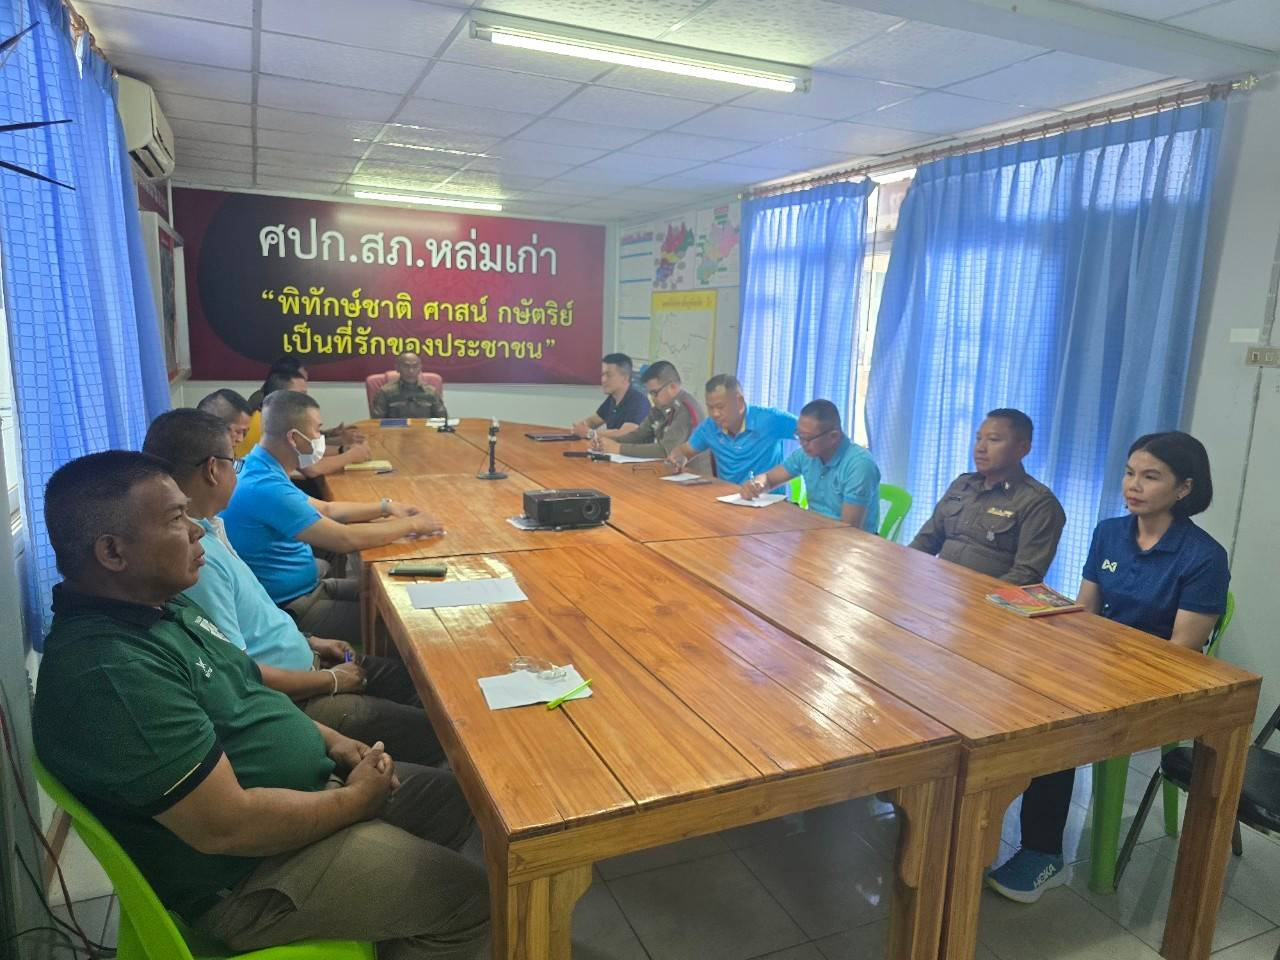 ศปก.สภ.หล่มเก่า
“พิทักษ์ชาติ ศาสน์ กษัตริย์
เป็นที่รักของประชาชน”
HOKA